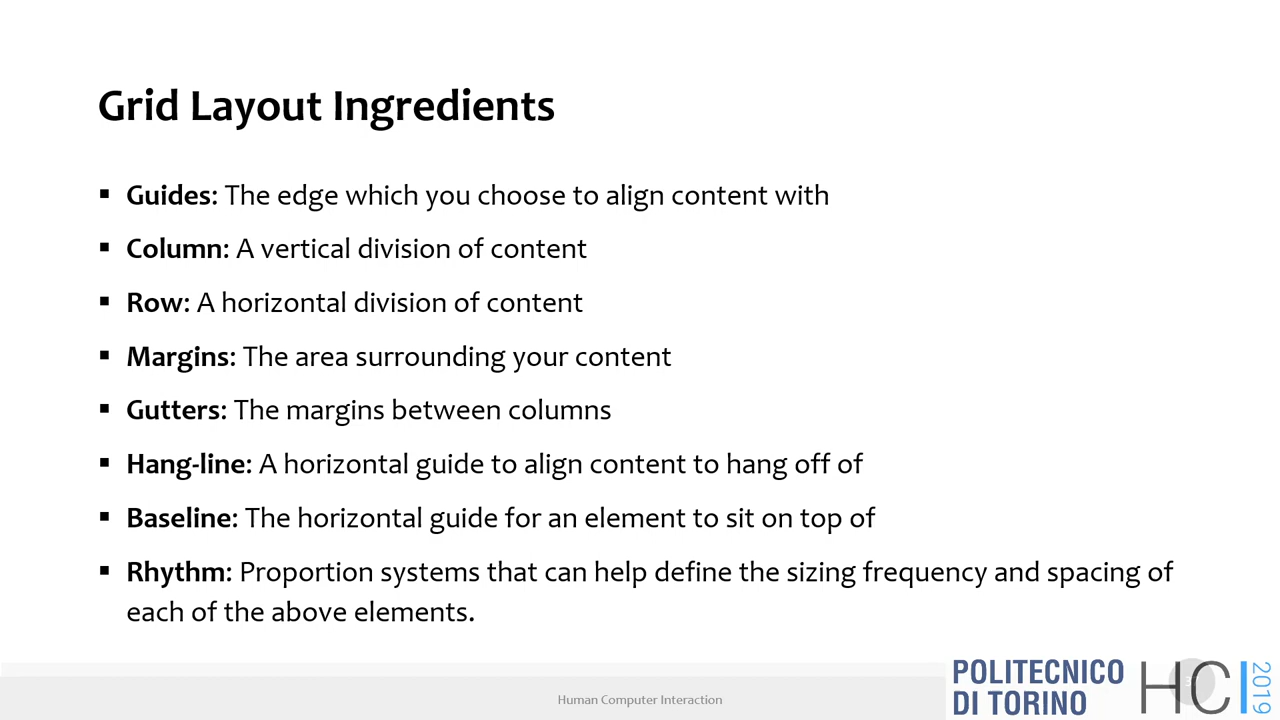 Grid Layout Ingredients
▪ Guides: The edge which you choose to align content with
▪ Column: A vertical division of content
▪ Row: A horizontal division of content
▪ Margins: The area surrounding your content
▪ Gutters: The margins between columns
▪ Hang-line: A horizontal guide to align content to hang off of
▪ Baseline: The horizontal guide for an element to sit on top of
▪ Rhythm: Proportion systems that can help define the sizing frequency and spacing of
each of the above elements.
Human Computer Interaction
POLITECNICO
DI TORINO
HCI
2019